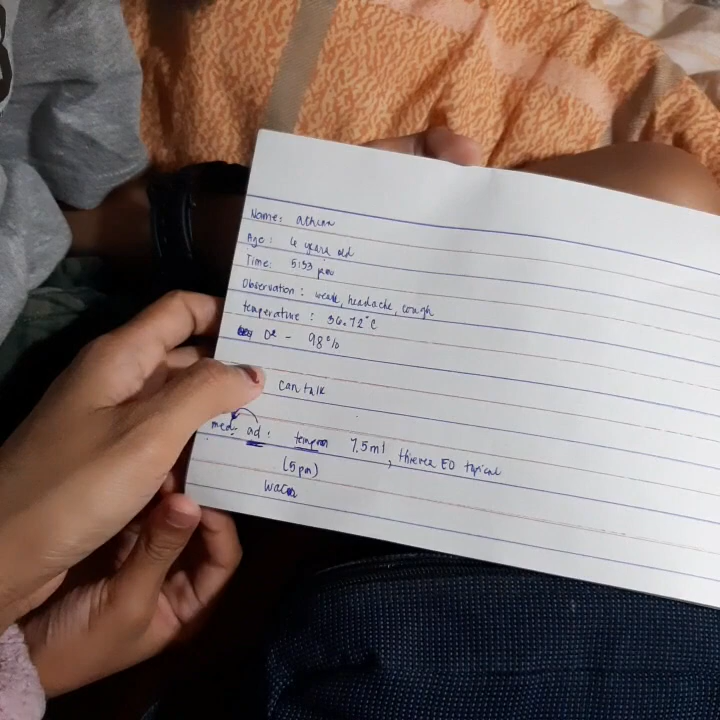 Name: athena
Age: 4 years old
Time: 5:53 pm
Observation: weak, headache, cough
temperature: 36.72°C
O² - 98%
can talk
med. ad: tempra 7.5ml, thieves EO topical
(5pm)